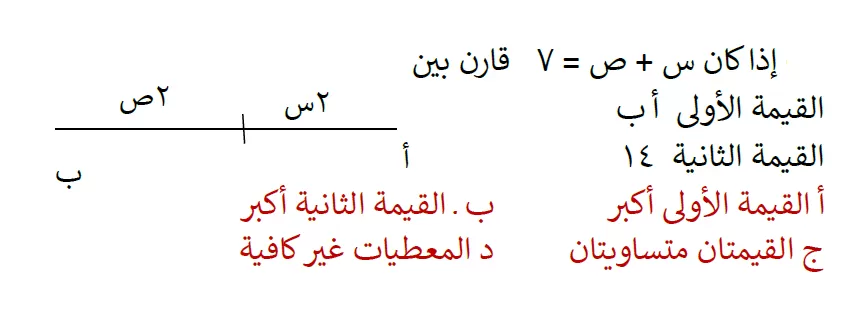 إذا كان س + ص = ٧ قارن بين
القيمة الأولى أ ب
القيمة الثانية ١٤
٢س ٢ص
أ ب
أ القيمة الأولى أكبر ب . القيمة الثانية أكبر
ج القيمتان متساويتان د المعطيات غير كافية